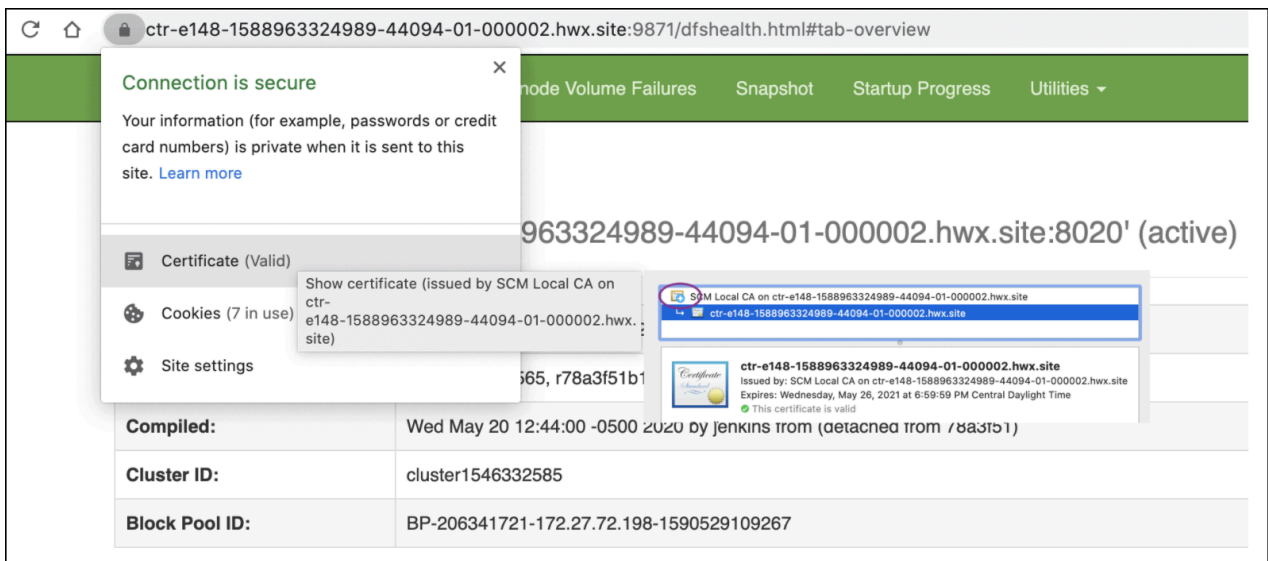 ctr-e148-1588963324989-44094-01-000002.hwx.site:9871/dfshealth.html#tab-overview
node Volume Failures Snapshot Startup Progress Utilities
Connection is secure
Your information (for example, passwords or credit
card numbers) is private when it is sent to this
site. Learn more
963324989-44094-01-000002.hwx.site:8020' (active)
Certificate (Valid)
Show certificate (issued by SCM Local CA on
ctr-
e148-1588963324989-44094-01-000002.hwx.
site)
Cookies (7 in use)
Site settings
SCM Local CA on ctr-e148-1588963324989-44094-01-000002.hwx.site
ctr-e148-1588963324989-44094-01-000002.hwx.site
Certificate
Standard
ctr-e148-1588963324989-44094-01-000002.hwx.site
Issued by: SCM Local CA on ctr-e148-1588963324989-44094-01-000002.hwx.site
Expires: Wednesday, May 26, 2021 at 6:59:59 PM Central Daylight Time
This certificate is valid
565, r78a3f51b1
Compiled: Wed May 20 12:44:00 -0500 2020 by jenkins from (detached from 78a3f51)
Cluster ID: cluster1546332585
Block Pool ID: BP-206341721-172.27.72.198-1590529109267